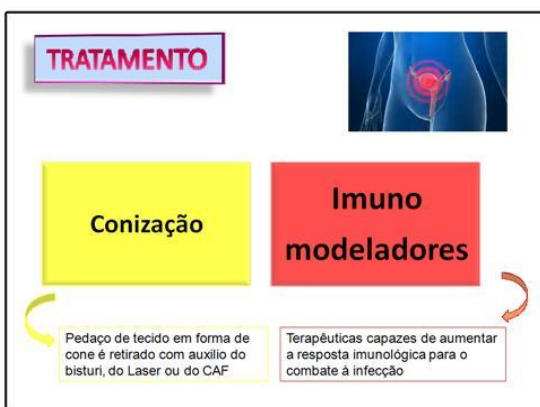 TRATAMENTO
Conização
Imuno
modeladores
Pedaço de tecido em forma de
cone é retirado com auxilio do
bisturi, do Laser ou do CAF
Terapêuticas capazes de aumentar
a resposta imunológica para o
combate à infecção